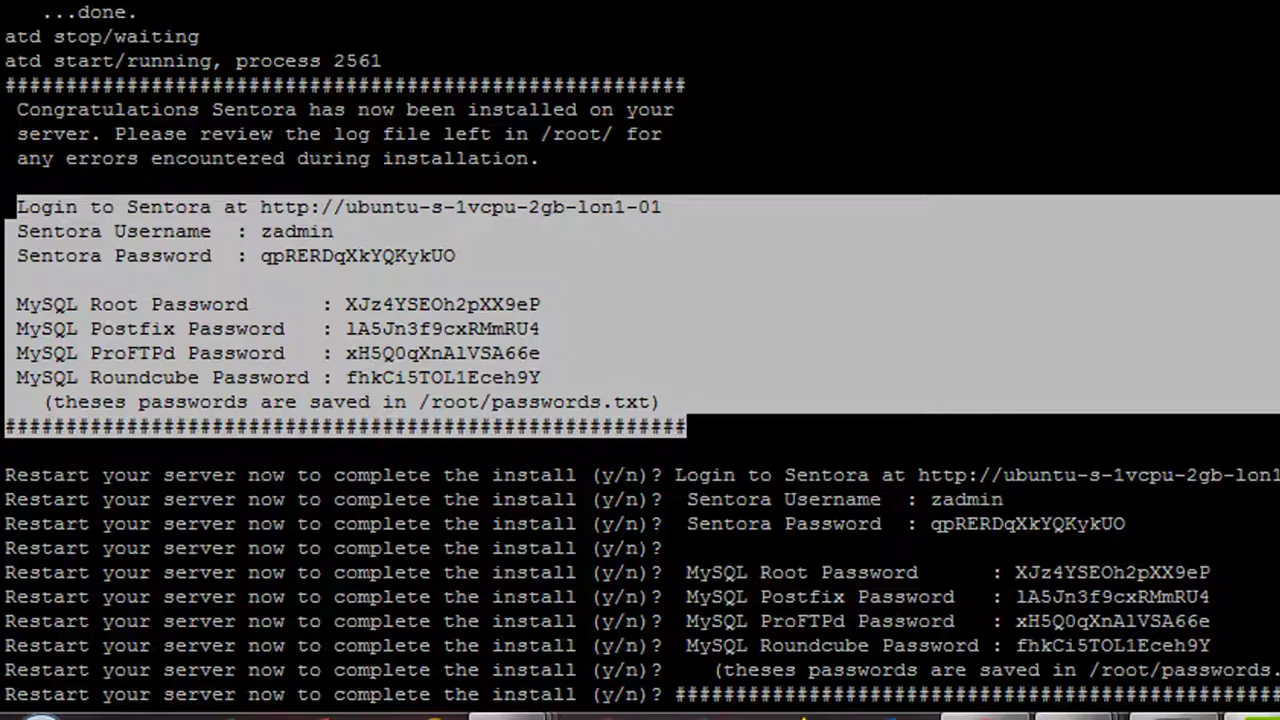 ...done.
atd stop/waiting
atd start/running, process 2561
########################################################
Congratulations Sentora has now been installed on your
server. Please review the log file left in /root/ for
any errors encountered during installation.
Login to Sentora at http://ubuntu-s-1vcpu-2gb-lon1-01
Sentora Username  : zadmin
Sentora Password  : qpRERDqXkYQKykUO
MySQL Root Password      : XJz4YSEOh2pXX9eP
MySQL Postfix Password   : lA5Jn3f9cxRMmRU4
MySQL ProFTPd Password   : xH5Q0qXnAlVSA66e
MySQL Roundcube Password : fhkCi5TOL1Eceh9Y
(theses passwords are saved in /root/passwords.txt)
########################################################
Restart your server now to complete the install (y/n)? Login to Sentora at http://ubuntu-s-1vcpu-2gb-lon1
Restart your server now to complete the install (y/n)?  Sentora Username  : zadmin
Restart your server now to complete the install (y/n)?  Sentora Password  : qpRERDqXkYQKykUO
Restart your server now to complete the install (y/n)?
Restart your server now to complete the install (y/n)?  MySQL Root Password      : XJz4YSEOh2pXX9eP
Restart your server now to complete the install (y/n)?  MySQL Postfix Password   : lA5Jn3f9cxRMmRU4
Restart your server now to complete the install (y/n)?  MySQL ProFTPd Password   : xH5Q0qXnAlVSA66e
Restart your server now to complete the install (y/n)?  MySQL Roundcube Password : fhkCi5TOL1Eceh9Y
Restart your server now to complete the install (y/n)?    (theses passwords are saved in /root/passwords.
Restart your server now to complete the install (y/n)? ##################################################